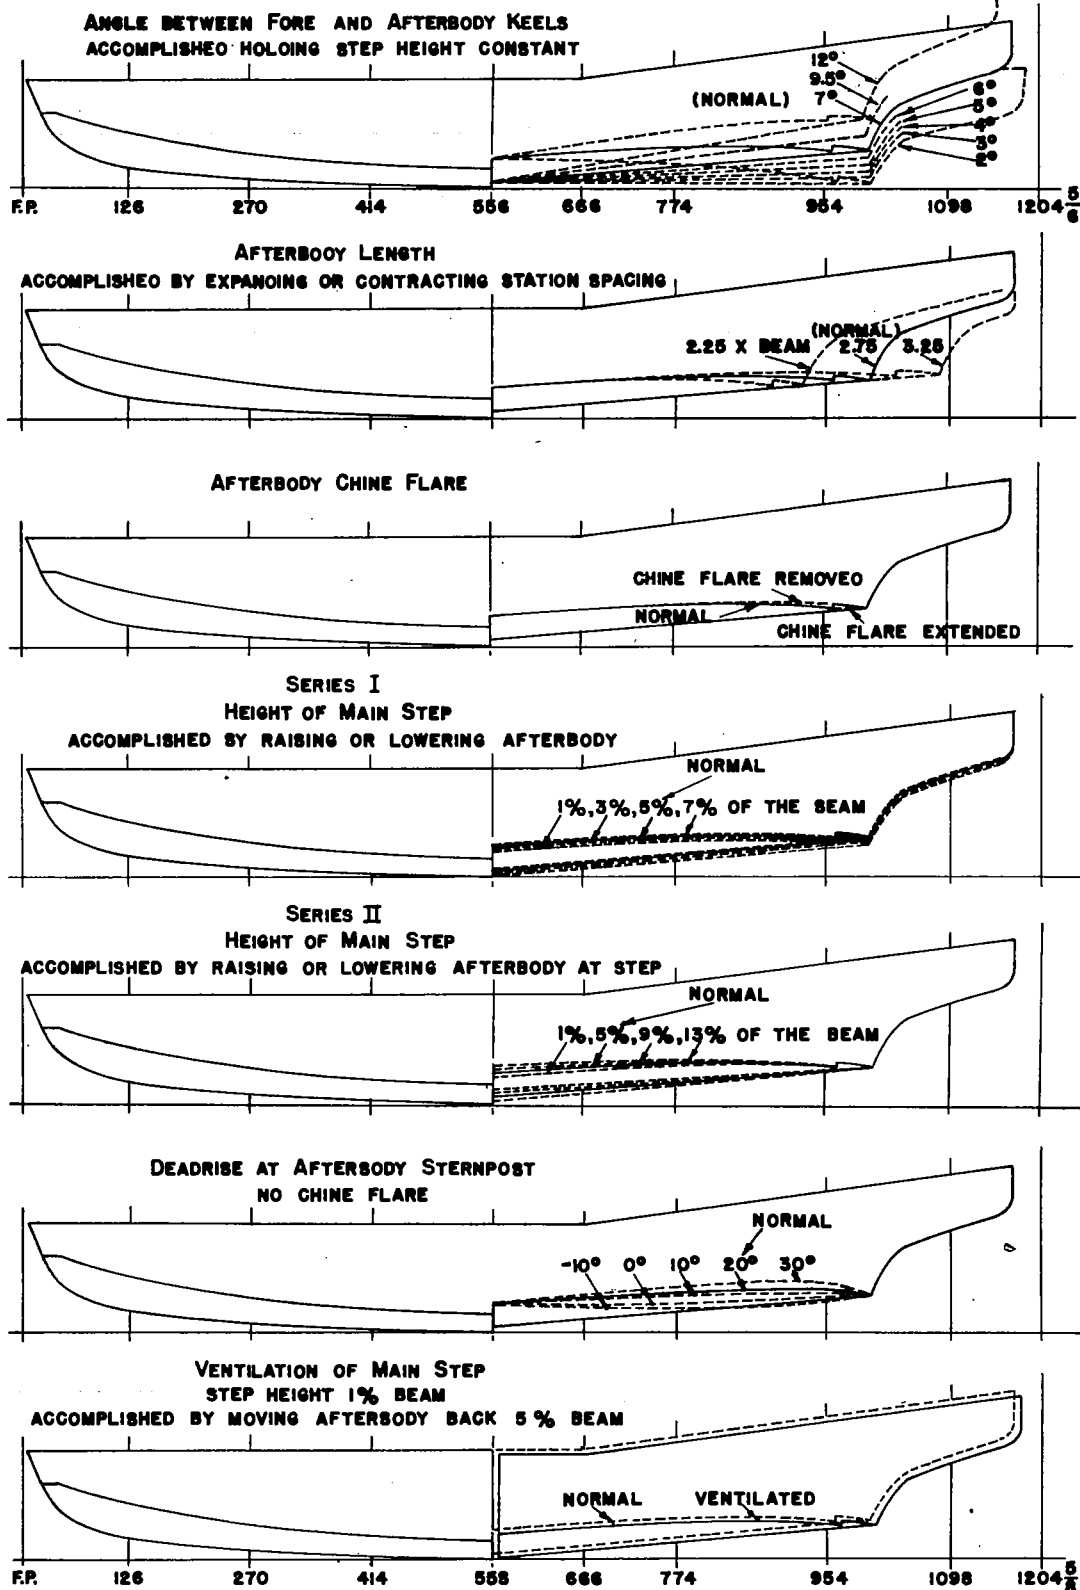 ANGLE BETWEEN FORE AND AFTERBODY KEELS
ACCOMPLISHED HOLDING STEP HEIGHT CONSTANT
12°
9.5°
(NORMAL) 7°
6°
5°
4°
3°
2°
F.P. 126 270 414 556 666 774 954 1098 1204 5/6
AFTERBODY LENGTH
ACCOMPLISHED BY EXPANDING OR CONTRACTING STATION SPACING
(NORMAL)
2.25 X BEAM 2.75 3.25
AFTERBODY CHINE FLARE
CHINE FLARE REMOVED
NORMAL
CHINE FLARE EXTENDED
SERIES I
HEIGHT OF MAIN STEP
ACCOMPLISHED BY RAISING OR LOWERING AFTERBODY
NORMAL
1%,3%,5%,7% OF THE BEAM
SERIES II
HEIGHT OF MAIN STEP
ACCOMPLISHED BY RAISING OR LOWERING AFTERBODY AT STEP
NORMAL
1%,5%,9%,13% OF THE BEAM
DEADRISE AT AFTERBODY STERNPOST
NO CHINE FLARE
NORMAL
-10° 0° 10° 20° 30°
VENTILATION OF MAIN STEP
STEP HEIGHT 1% BEAM
ACCOMPLISHED BY MOVING AFTERBODY BACK 5% BEAM
NORMAL VENTILATED
F.P. 126 270 414 558 666 774 954 1098 1204